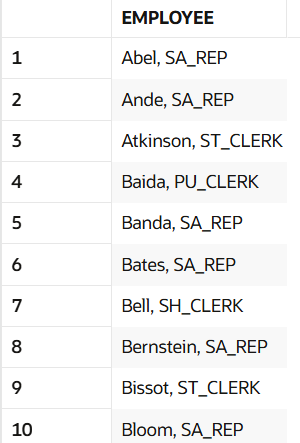 EMPLOYEE
1 Abel, SA_REP
2 Ande, SA_REP
3 Atkinson, ST_CLERK
4 Baida, PU_CLERK
5 Banda, SA_REP
6 Bates, SA_REP
7 Bell, SH_CLERK
8 Bernstein, SA_REP
9 Bissot, ST_CLERK
10 Bloom, SA_REP